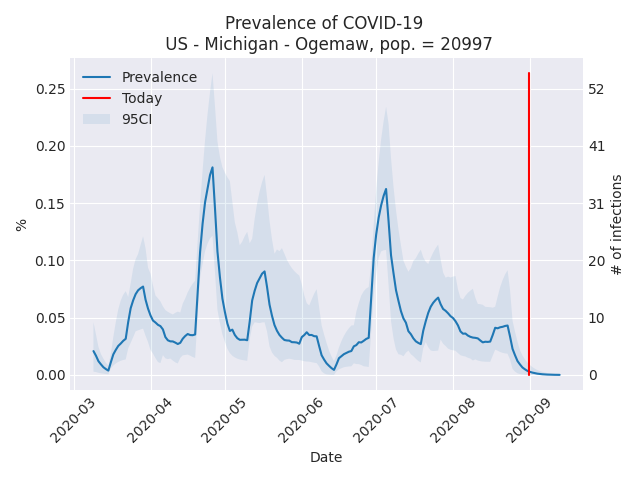 Prevalence of COVID-19
US - Michigan - Ogemaw, pop. = 20997
Prevalence
Today
95CI
0.25
0.20
0.15
0.10
0.05
0.00
%
52
41
31
20
10
0
# of infections
2020-03
2020-04
2020-05
2020-06
2020-07
2020-08
2020-09
Date